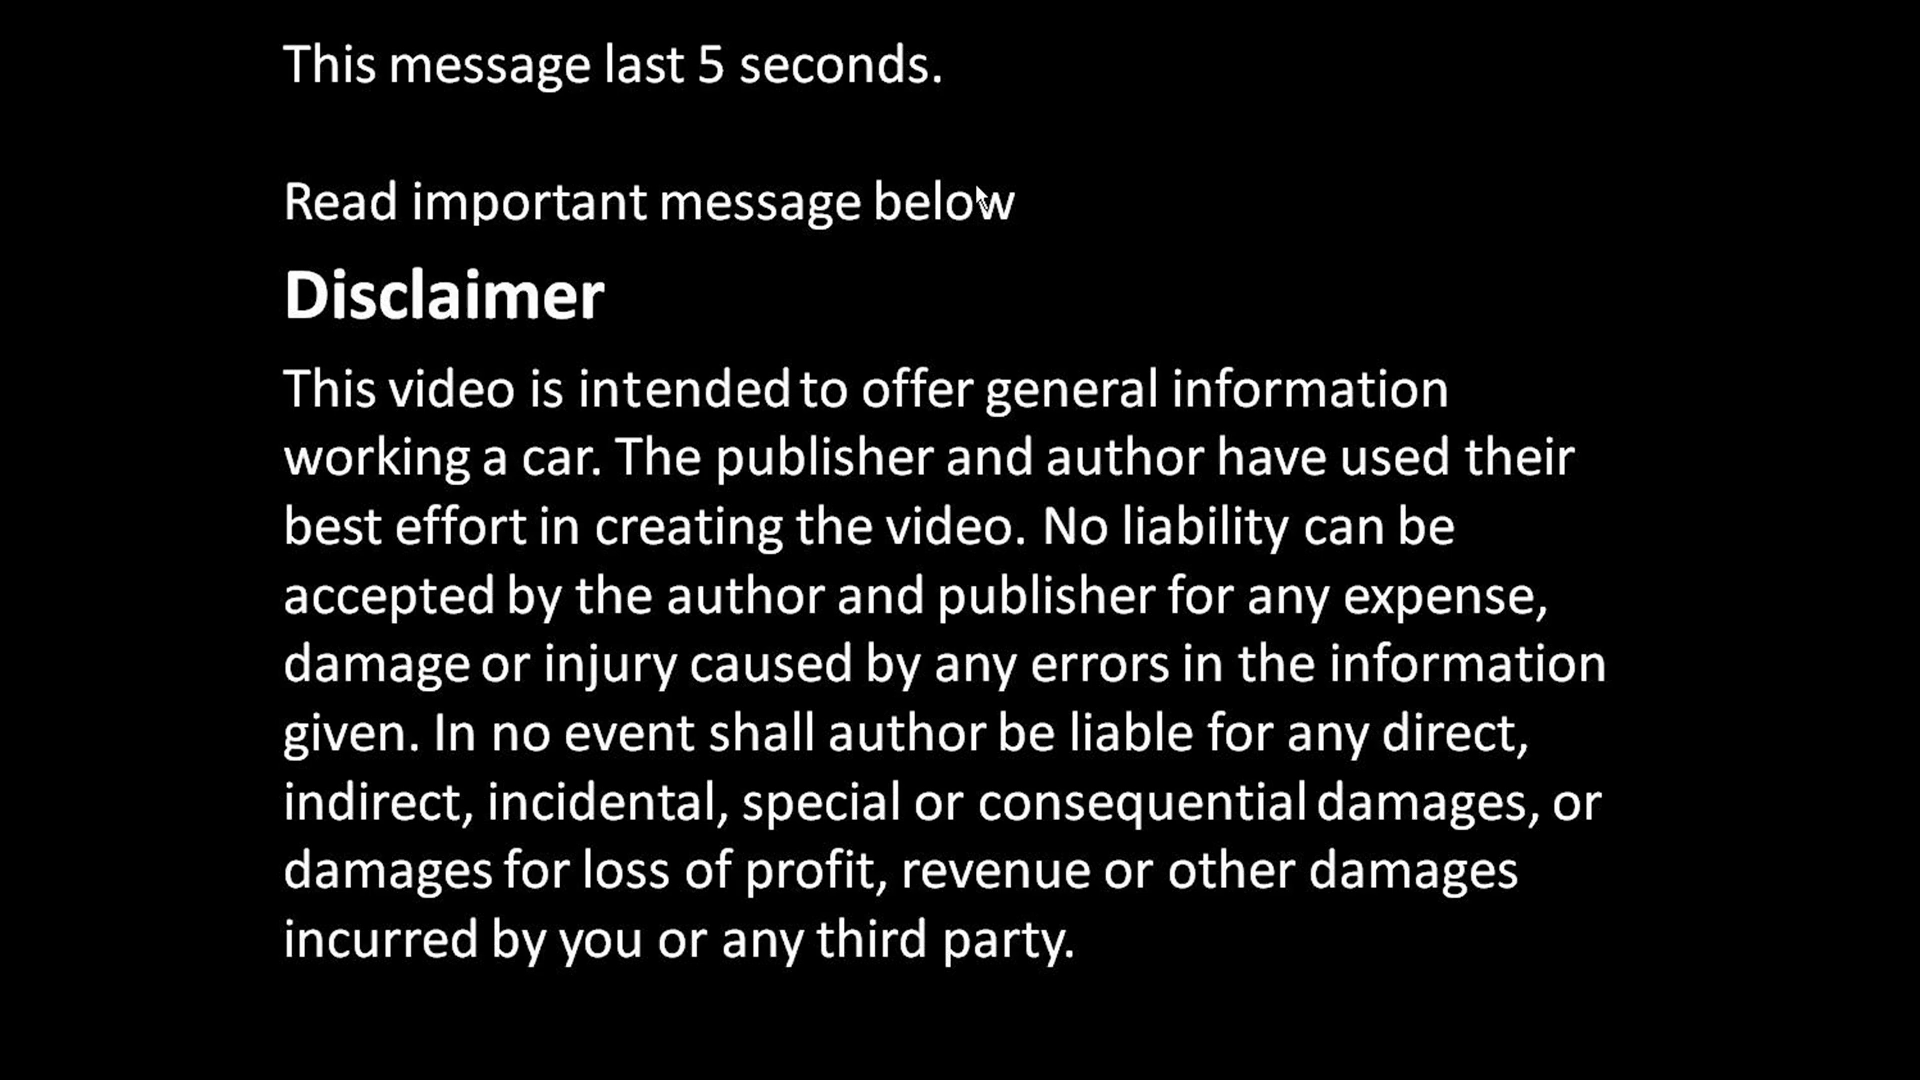 This message last 5 seconds.
Read important message below
Disclaimer
This video is intended to offer general information
working a car. The publisher and author have used their
best effort in creating the video. No liability can be
accepted by the author and publisher for any expense,
damage or injury caused by any errors in the information
given. In no event shall author be liable for any direct,
indirect, incidental, special or consequential damages, or
damages for loss of profit, revenue or other damages
incurred by you or any third party.